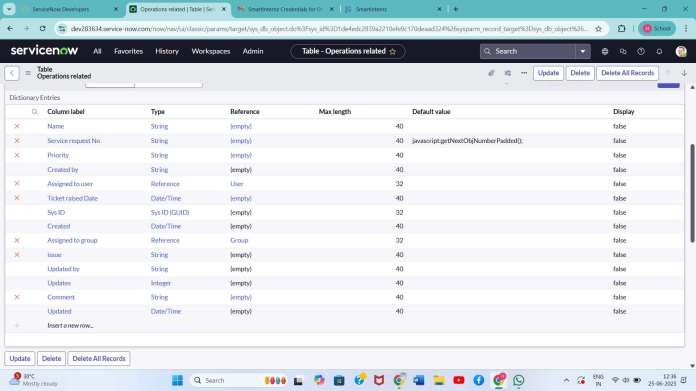 ServiceNow Developers
Operations related | Table | Ser
SmartInternz Credentials for Or
SmartInternz
dev283634.service-now.com/now/nav/ui/classic/params/target/sys_db_object.do
School
servicenow
All Favorites History Workspaces Admin
Table - Operations related
Search
Table
Operations related
Update Delete Delete All Records
Dictionary Entries
Column label Type Reference Max length Default value Display
Name String (empty) 40 false
Service request No String (empty) 40 javascript:getNextObjNumberPadded(); false
Priority String (empty) 40 false
Created by String (empty) 40 false
Assigned to user Reference User 32 false
Ticket raised Date Date/Time (empty) 40 false
Sys ID Sys ID (GUID) (empty) 32 false
Created Date/Time (empty) 40 false
Assigned to group Reference Group 32 false
issue String (empty) 40 false
Updated by String (empty) 40 false
Updates Integer (empty) 40 false
Comment String (empty) 40 false
Updated Date/Time (empty) 40 false
Insert a new row...
Update Delete Delete All Records
30°C
Mostly cloudy
Search
ENG
IN
12:36
25-06-2025